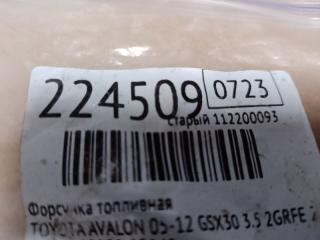 224509 0723
старый 112200093
Форсунка топливная
TOYOTA AVALON 05-12 GSX30 3.5 2GRFE